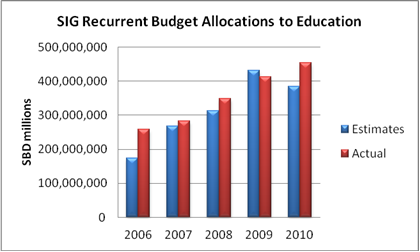 SIG Recurrent Budget Allocations to Education
SBD millions
500,000,000
400,000,000
300,000,000
200,000,000
100,000,000
0
2006 2007 2008 2009 2010
Estimates
Actual